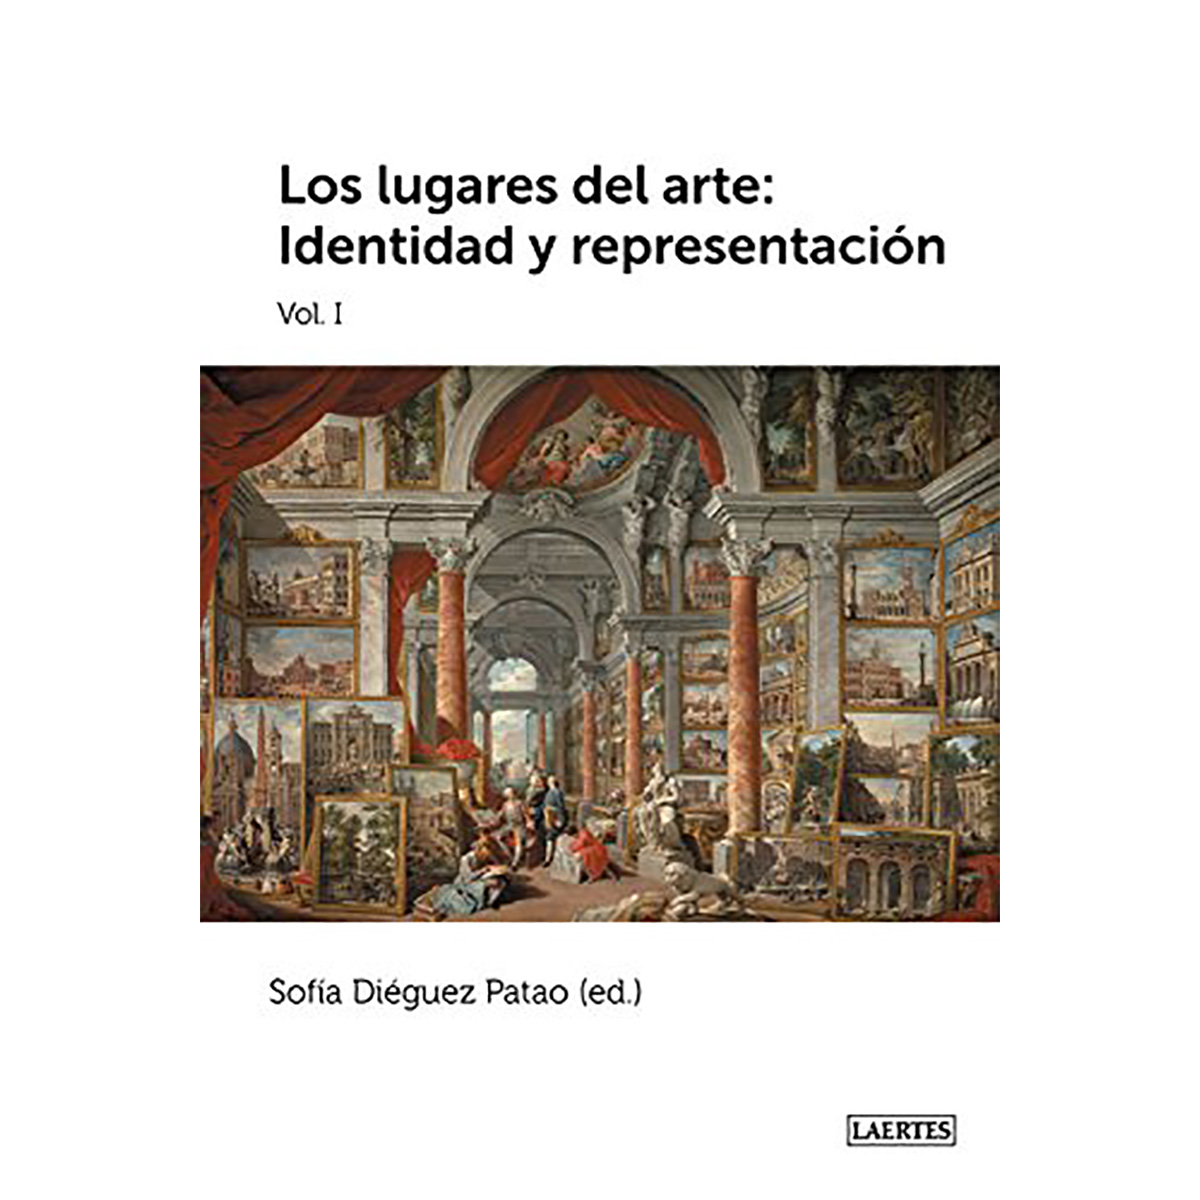 Los lugares del arte:
Identidad y representación
Vol. I
Sofía Diéguez Patao (ed.)
LAERTES